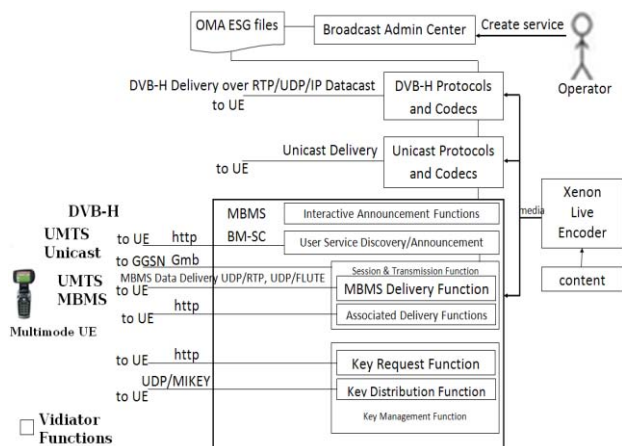 OMA ESG files
Broadcast Admin Center
Create service
Operator
DVB-H Delivery over RTP/UDP/IP Datacast
to UE
DVB-H Protocols
and Codecs
Unicast Delivery
to UE
Unicast Protocols
and Codecs
media
Xenon
Live
Encoder
content
DVB-H
UMTS
Unicast
UMTS
MBMS
Multimode UE
MBMS
BM-SC
Interactive Announcement Functions
to UE http
User Service Discovery/Announcement
to GGSN Gmb
Session & Transmission Function
MBMS Data Delivery UDP/RTP, UDP/FLUTE
to UE
MBMS Delivery Function
http
to UE
Associated Delivery Functions
to UE http
Key Request Function
UDP/MIKEY
to UE
Key Distribution Function
Key Management Function
Vidiator
Functions